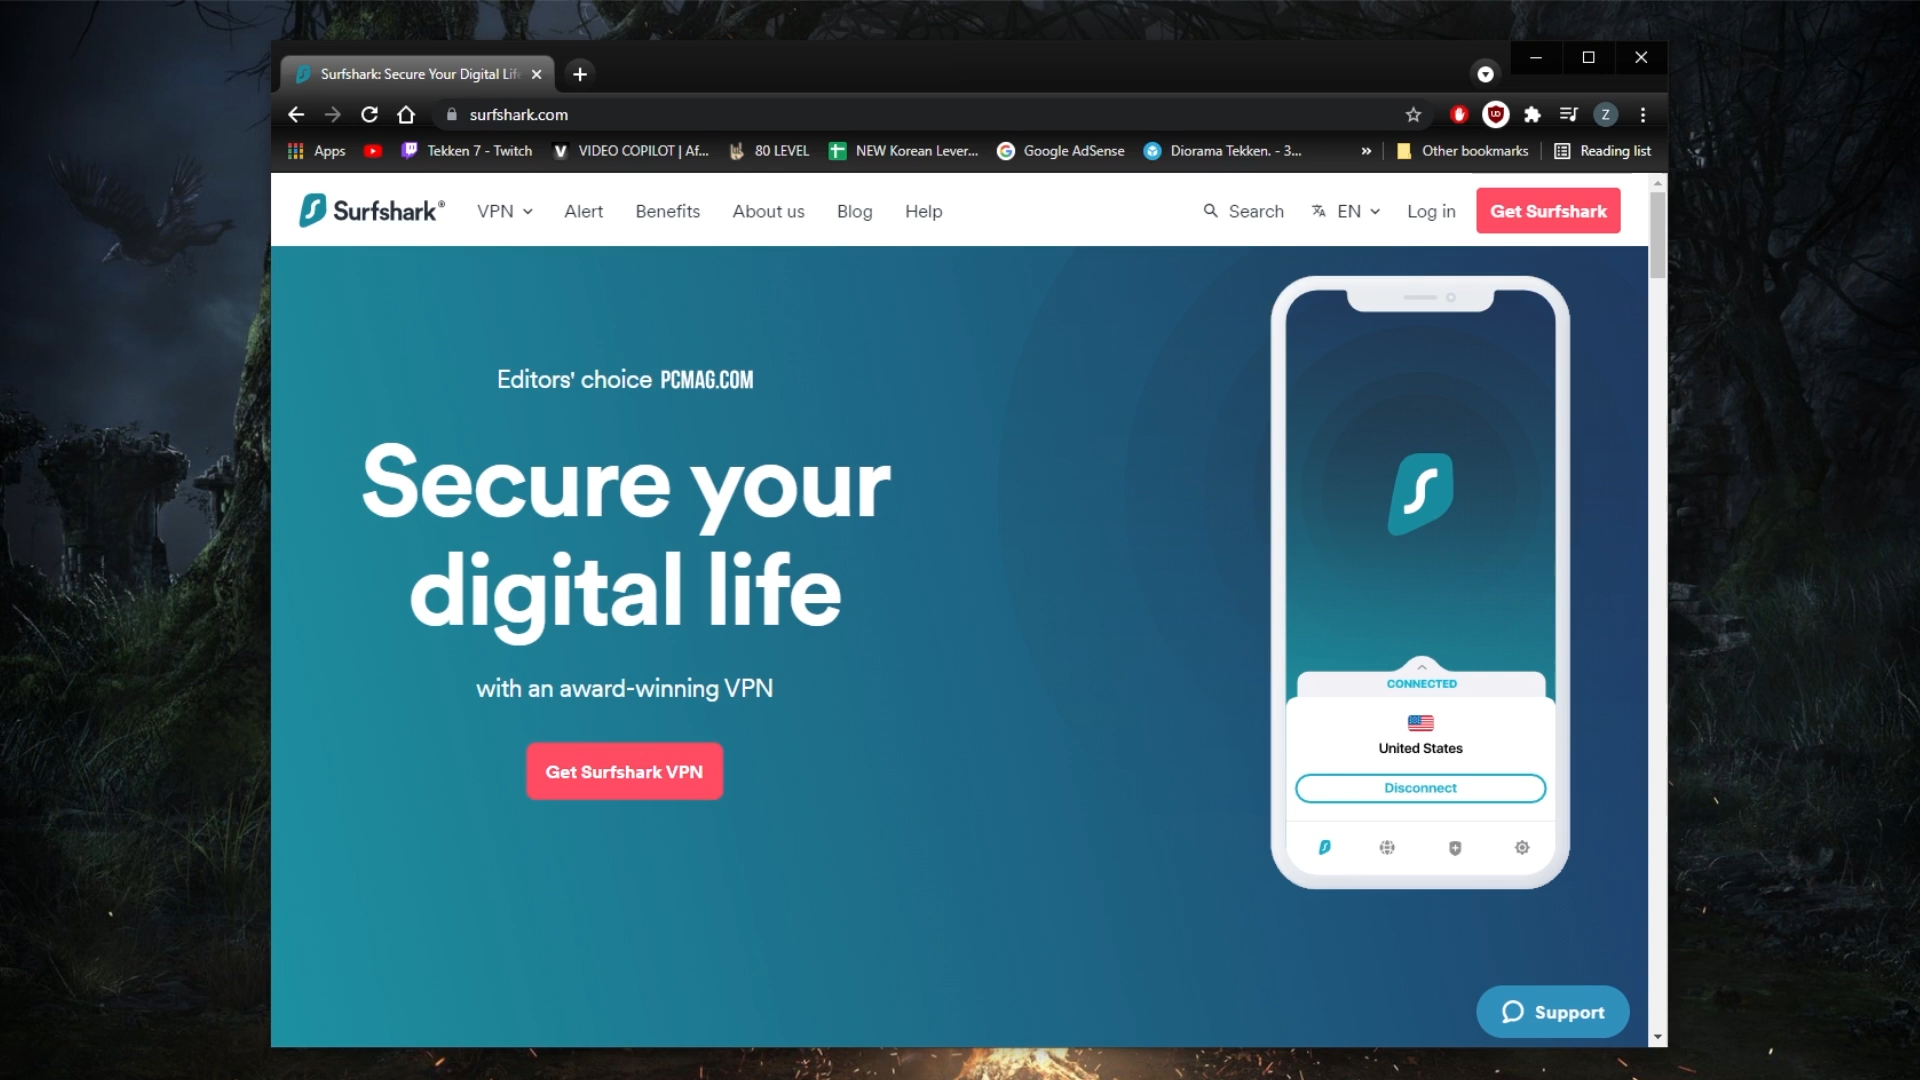 Surfshark: Secure Your Digital Life
surfshark.com
Z
Apps
Tekken 7 - Twitch
VIDEO COPILOT | Af...
80 LEVEL
NEW Korean Lever...
Google AdSense
Diorama Tekken. - 3...
»
Other bookmarks
Reading list
Surfshark®
VPN
Alert
Benefits
About us
Blog
Help
Search
EN
Log in
Get Surfshark
Editors' choice PCMAG.COM
Secure your
digital life
with an award-winning VPN
Get Surfshark VPN
CONNECTED
United States
Disconnect
Support